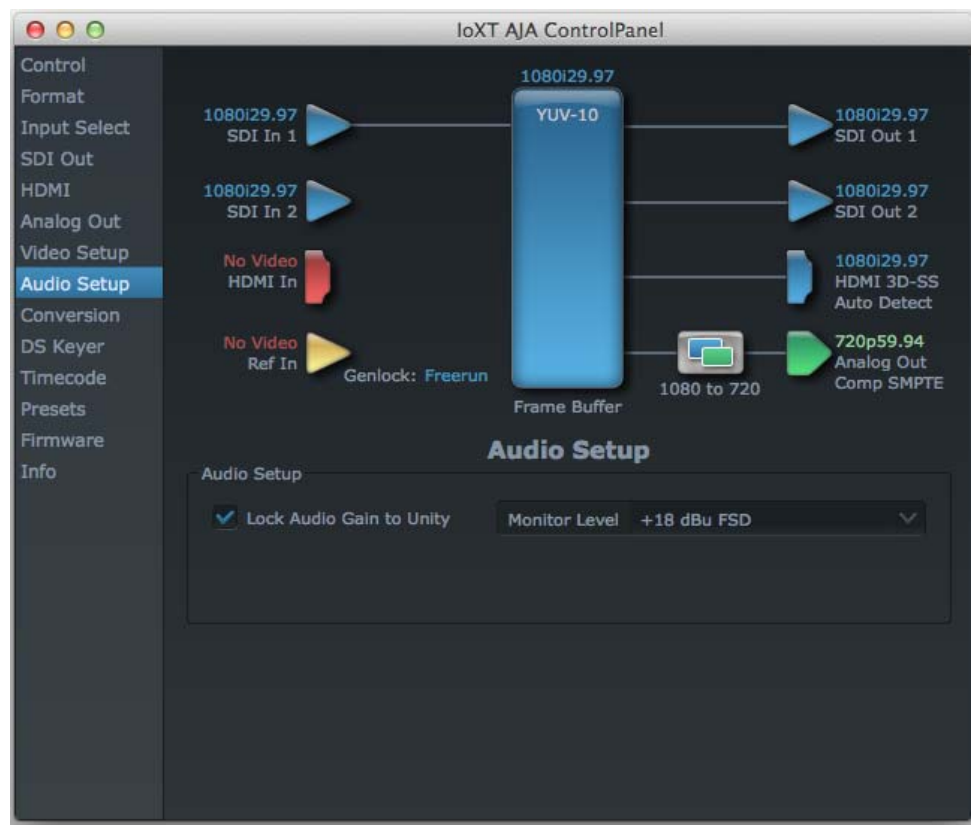 IoXT AJA ControlPanel
Control
Format
Input Select
SDI Out
HDMI
Analog Out
Video Setup
Audio Setup
Conversion
DS Keyer
Timecode
Presets
Firmware
Info
1080i29.97
YUV-10
1080i29.97
SDI In 1
1080i29.97
SDI In 2
No Video
HDMI In
No Video
Ref In
Genlock: Freerun
Frame Buffer
1080i29.97
SDI Out 1
1080i29.97
SDI Out 2
1080i29.97
HDMI 3D-SS
Auto Detect
1080 to 720
720p59.94
Analog Out
Comp SMPTE
Audio Setup
Audio Setup
Lock Audio Gain to Unity
Monitor Level +18 dBu FSD